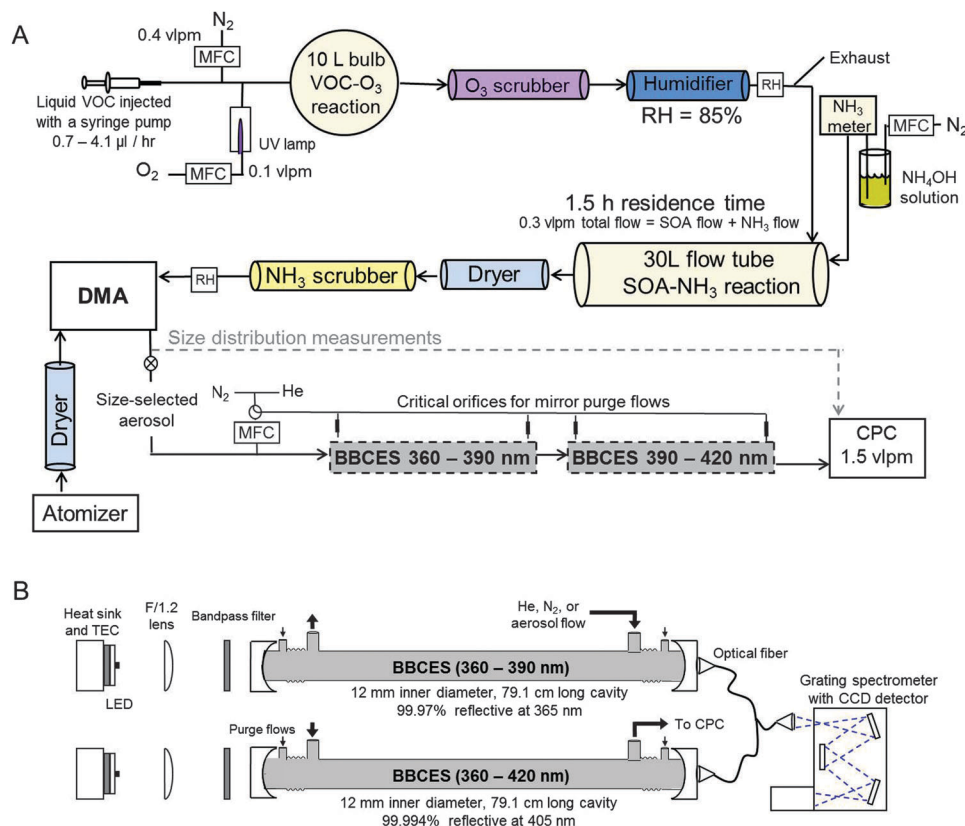 A
N₂
0.4 vlpm
MFC
Liquid VOC injected
with a syringe pump
0.7 – 4.1 µl / hr
UV lamp
O₂
MFC
0.1 vlpm
10 L bulb
VOC-O₃
reaction
O₃ scrubber
Humidifier
RH = 85%
RH
Exhaust
NH₃
meter
MFC
N₂
NH₄OH
solution
1.5 h residence time
0.3 vlpm total flow = SOA flow + NH₃ flow
30L flow tube
SOA-NH₃ reaction
Dryer
NH₃ scrubber
RH
DMA
Size distribution measurements
Dryer
Atomizer
Size-selected
aerosol
N₂
He
MFC
Critical orifices for mirror purge flows
BBCES 360 – 390 nm
BBCES 390 – 420 nm
CPC
1.5 vlpm
B
Heat sink
and TEC
LED
F/1.2
lens
Bandpass filter
He, N₂, or
aerosol flow
BBCES (360 – 390 nm)
12 mm inner diameter, 79.1 cm long cavity
99.97% reflective at 365 nm
Optical fiber
Grating spectrometer
with CCD detector
Purge flows
To CPC
BBCES (360 – 420 nm)
12 mm inner diameter, 79.1 cm long cavity
99.994% reflective at 405 nm